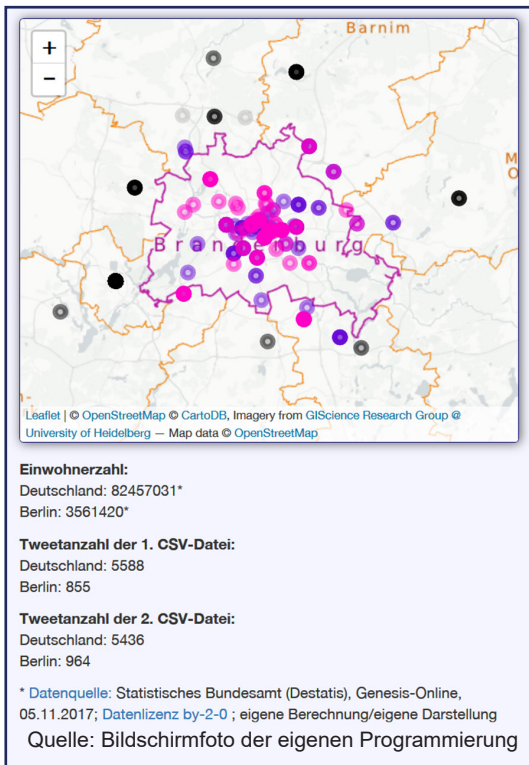 +
−
Barnim
Brandenburg
Leaflet | © OpenStreetMap © CartoDB, Imagery from GIScience Research Group @
University of Heidelberg — Map data © OpenStreetMap
Einwohnerzahl:
Deutschland: 82457031*
Berlin: 3561420*
Tweetanzahl der 1. CSV-Datei:
Deutschland: 5588
Berlin: 855
Tweetanzahl der 2. CSV-Datei:
Deutschland: 5436
Berlin: 964
* Datenquelle: Statistisches Bundesamt (Destatis), Genesis-Online,
05.11.2017; Datenlizenz by-2-0 ; eigene Berechnung/eigene Darstellung
Quelle: Bildschirmfoto der eigenen Programmierung